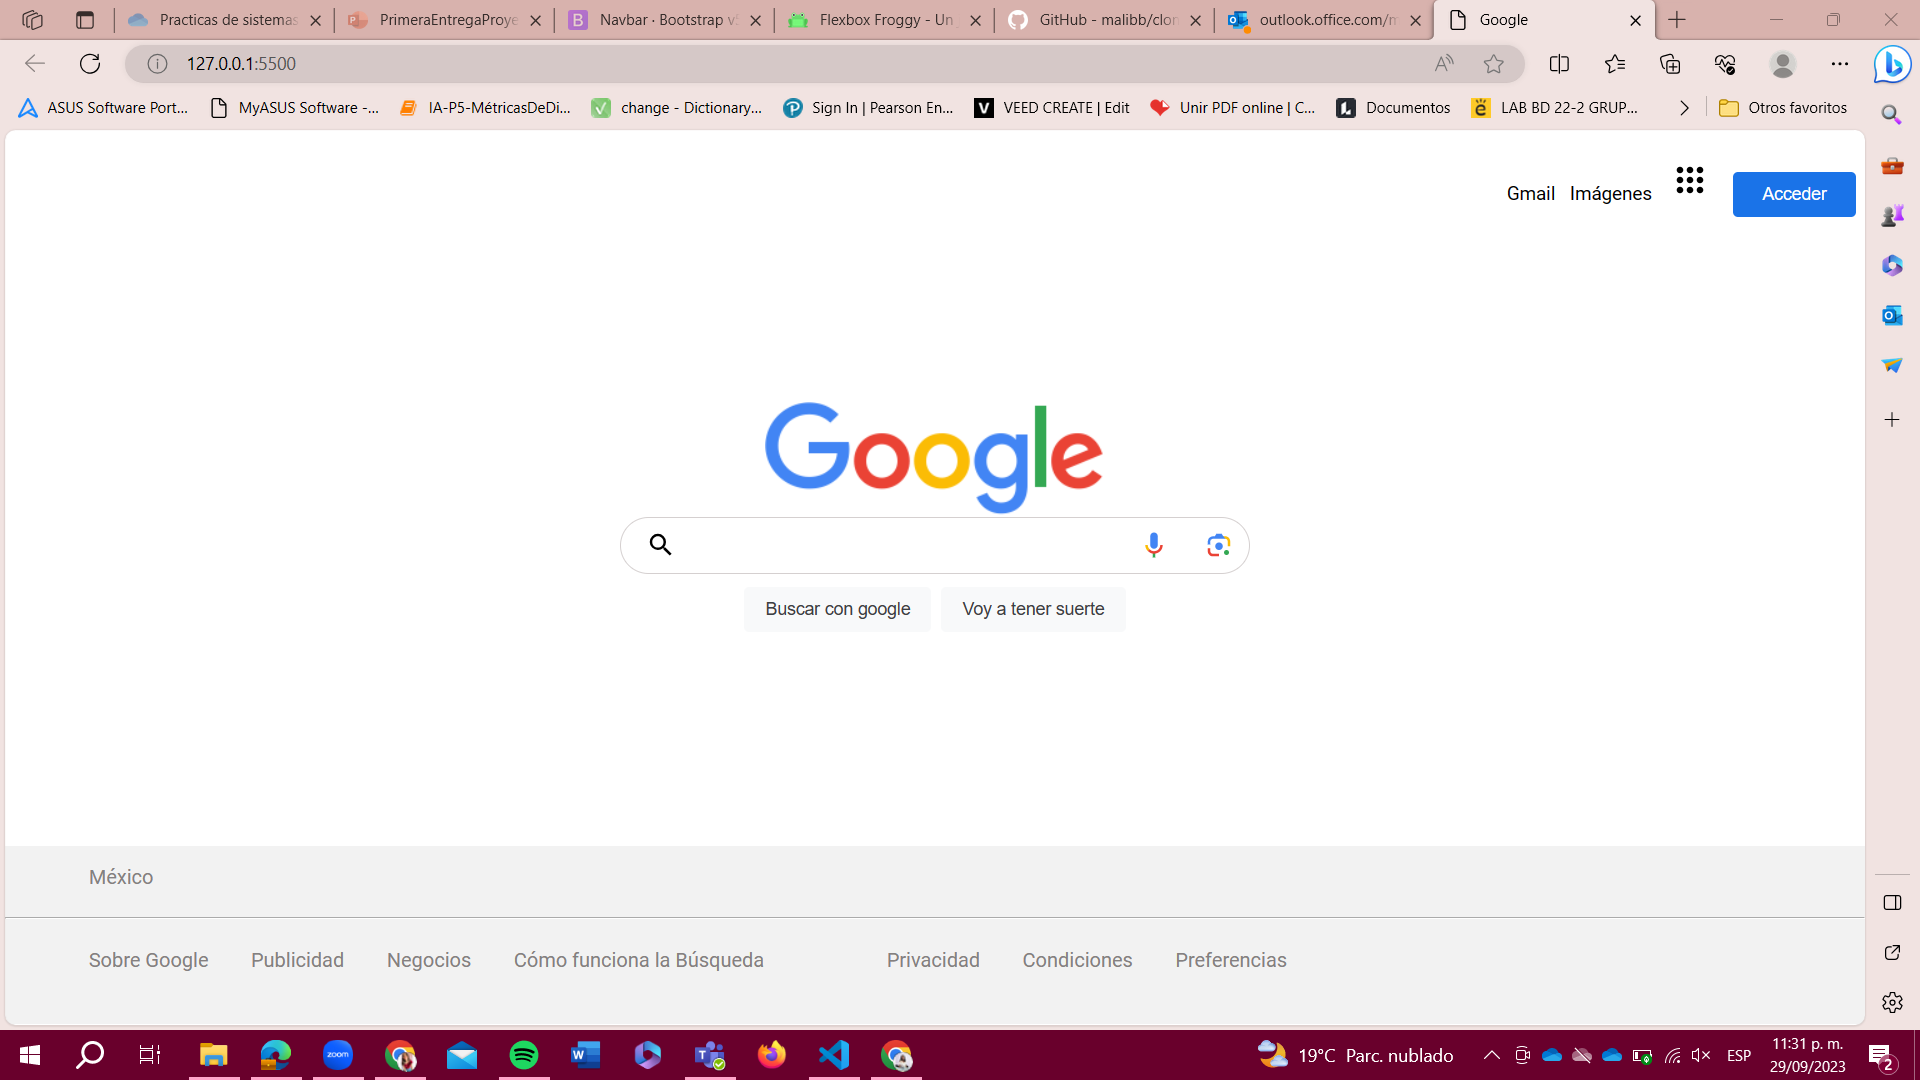 Practicas de sistemas
PrimeraEntregaProye
Navbar · Bootstrap v5
Flexbox Froggy - Un j
GitHub - malibb/clon
outlook.office.com/m
Google
127.0.0.1:5500
ASUS Software Port...
MyASUS Software -...
IA-P5-MétricasDeDi...
change - Dictionary...
Sign In | Pearson En...
VEED CREATE | Edit
Unir PDF online | C...
Documentos
LAB BD 22-2 GRUP...
Otros favoritos
Gmail
Imágenes
Acceder
Google
Buscar con google
Voy a tener suerte
México
Sobre Google
Publicidad
Negocios
Cómo funciona la Búsqueda
Privacidad
Condiciones
Preferencias
zoom
19°C Parc. nublado
ESP
11:31 p. m.
29/09/2023
2